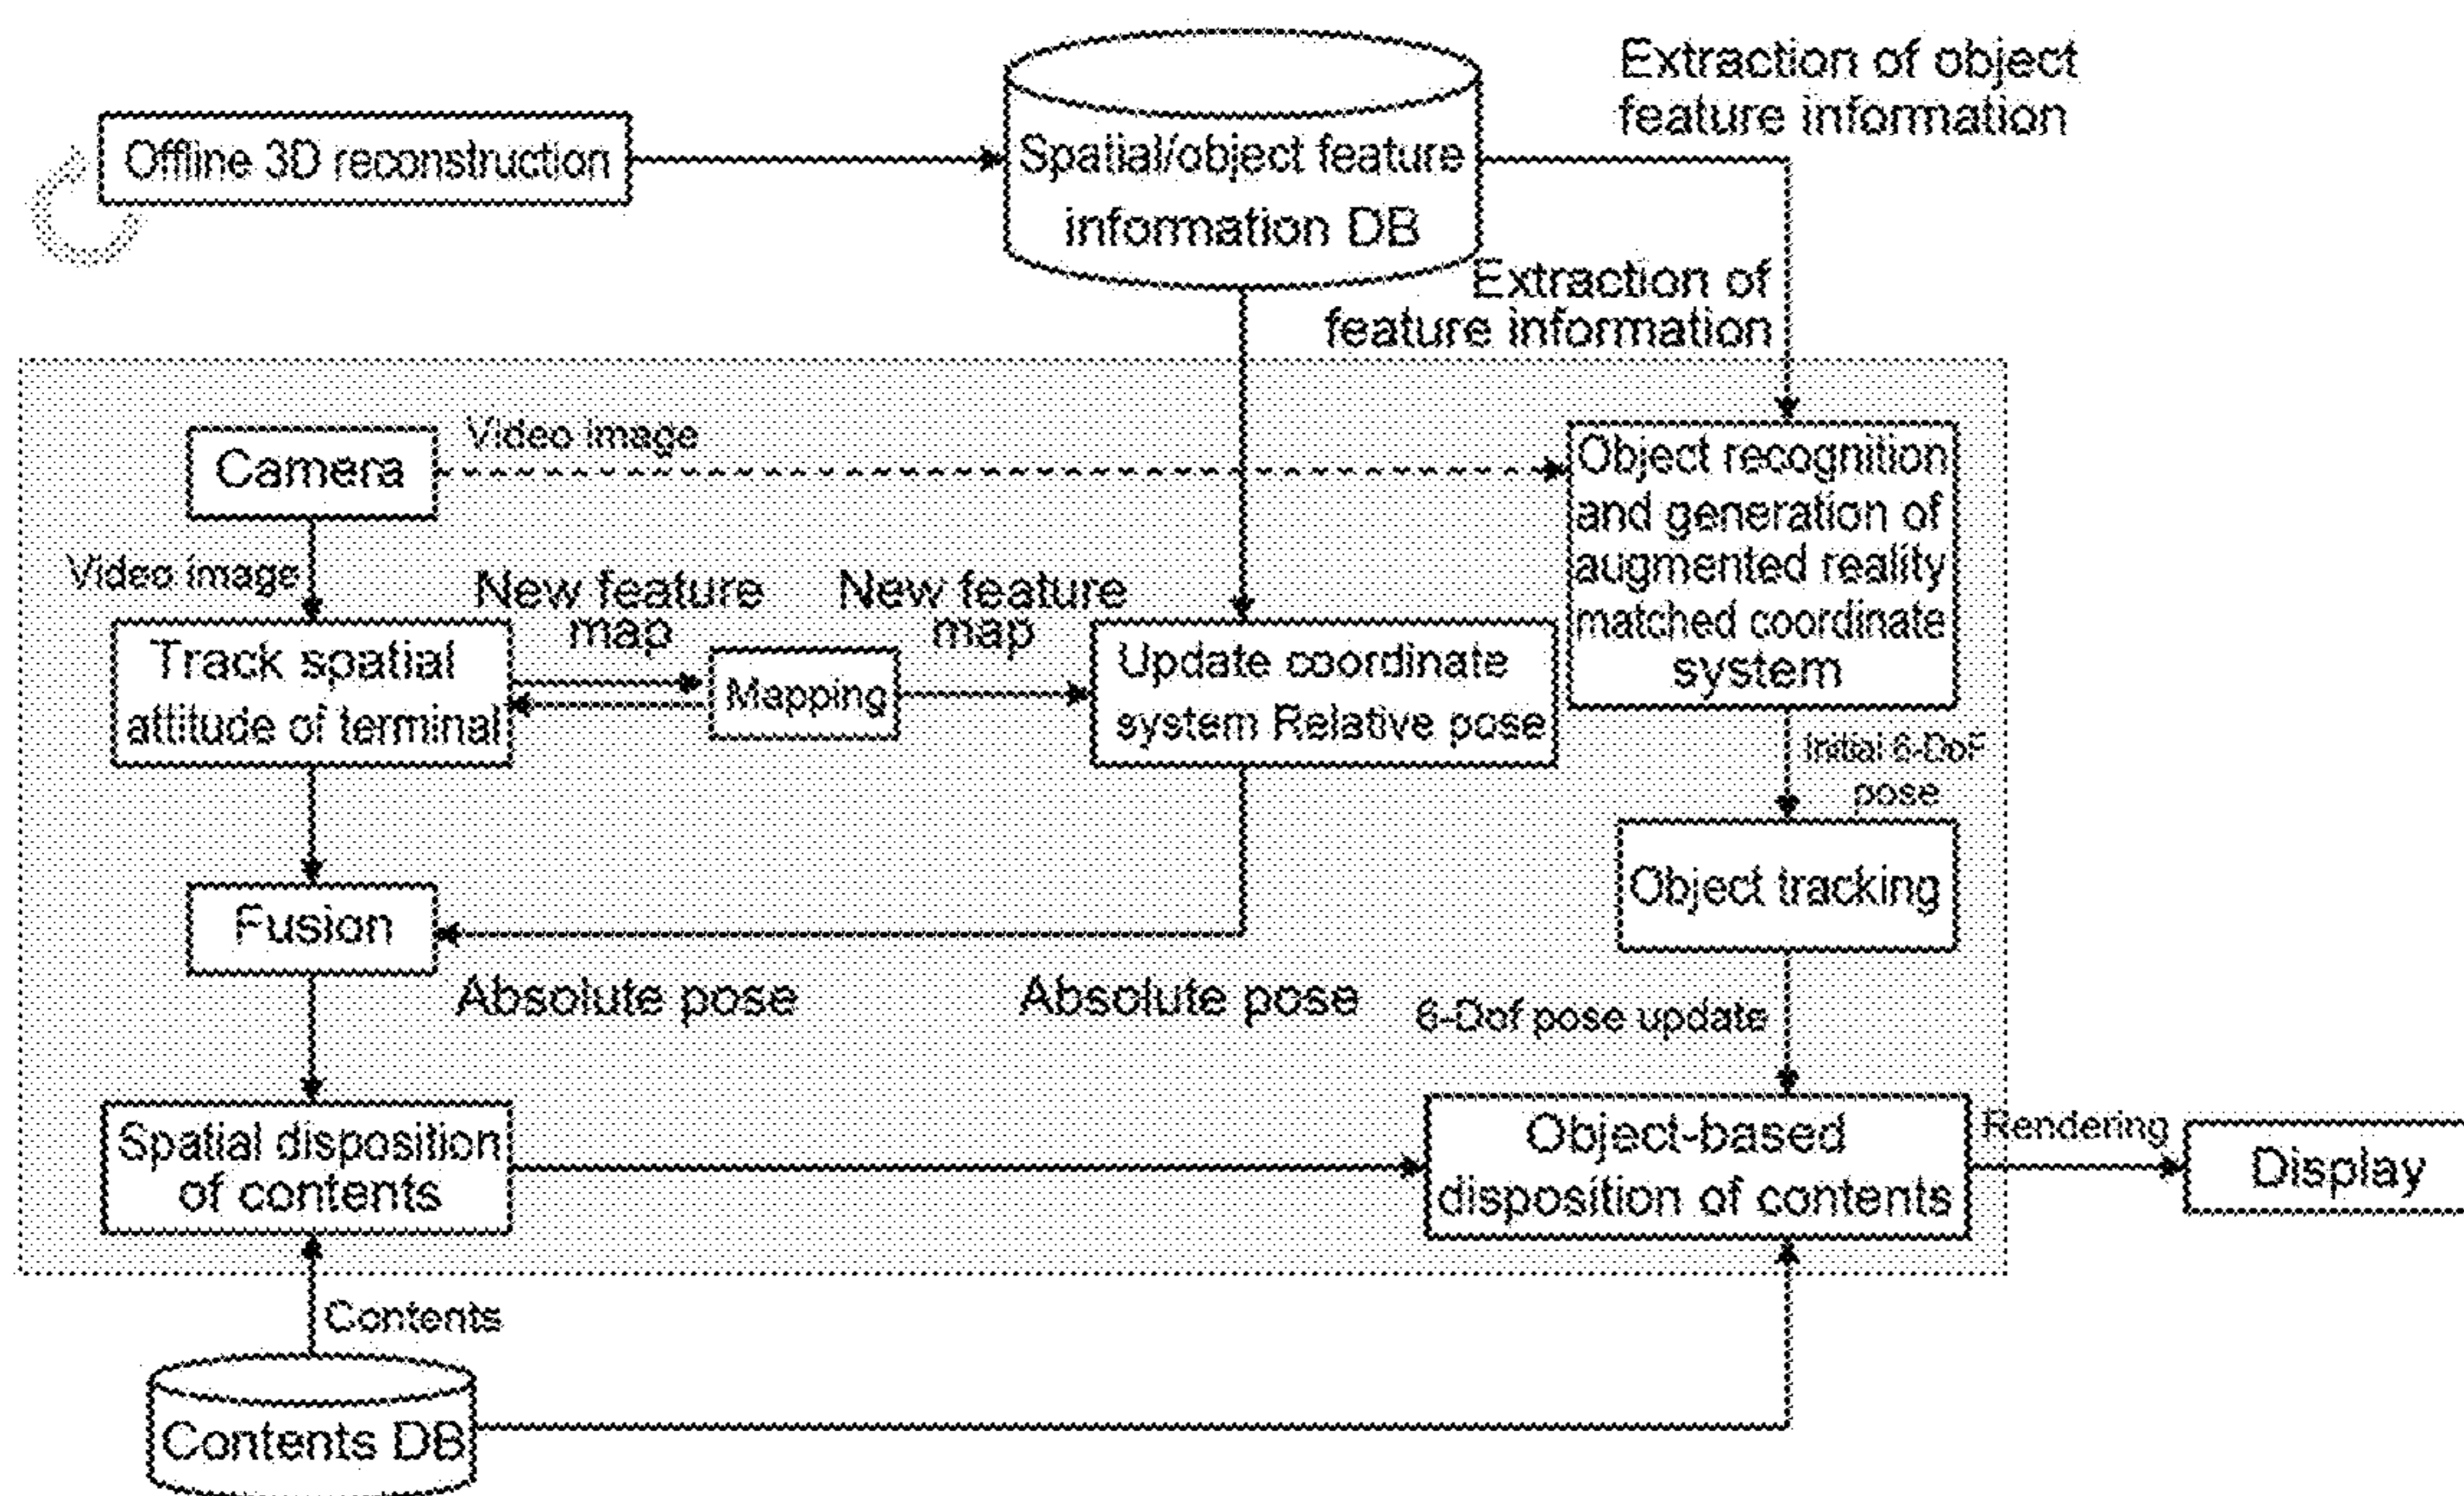 Extraction of object
feature information
Offline 3D reconstruction
Spatial/object feature
information DB
Extraction of
feature information
Camera
Video image
Object recognition
and generation of
augmented reality
matched coordinate
system
Video image
New feature
map
New feature
map
Track spatial
attitude of terminal
Mapping
Update coordinate
system Relative pose
Initial 6-DoF
pose
Object tracking
Fusion
Absolute pose
Absolute pose
6-Dof pose update
Spatial disposition
of contents
Object-based
disposition of contents
Rendering
Display
Contents
Contents DB